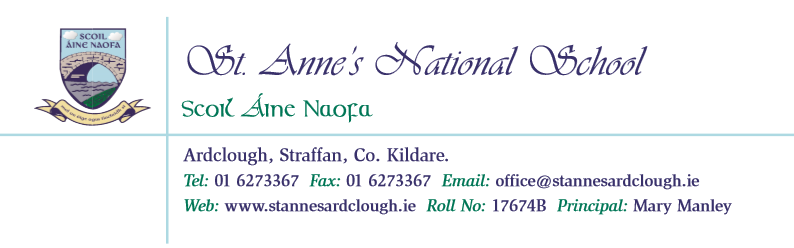 SCOIL
ÁINE NAOFA
St. Anne's National School
Scoil Áine Naofa
Ardclough, Straffan, Co. Kildare.
Tel: 01 6273367 Fax: 01 6273367 Email: office@stannesardclough.ie
Web: www.stannesardclough.ie Roll No: 17674B Principal: Mary Manley